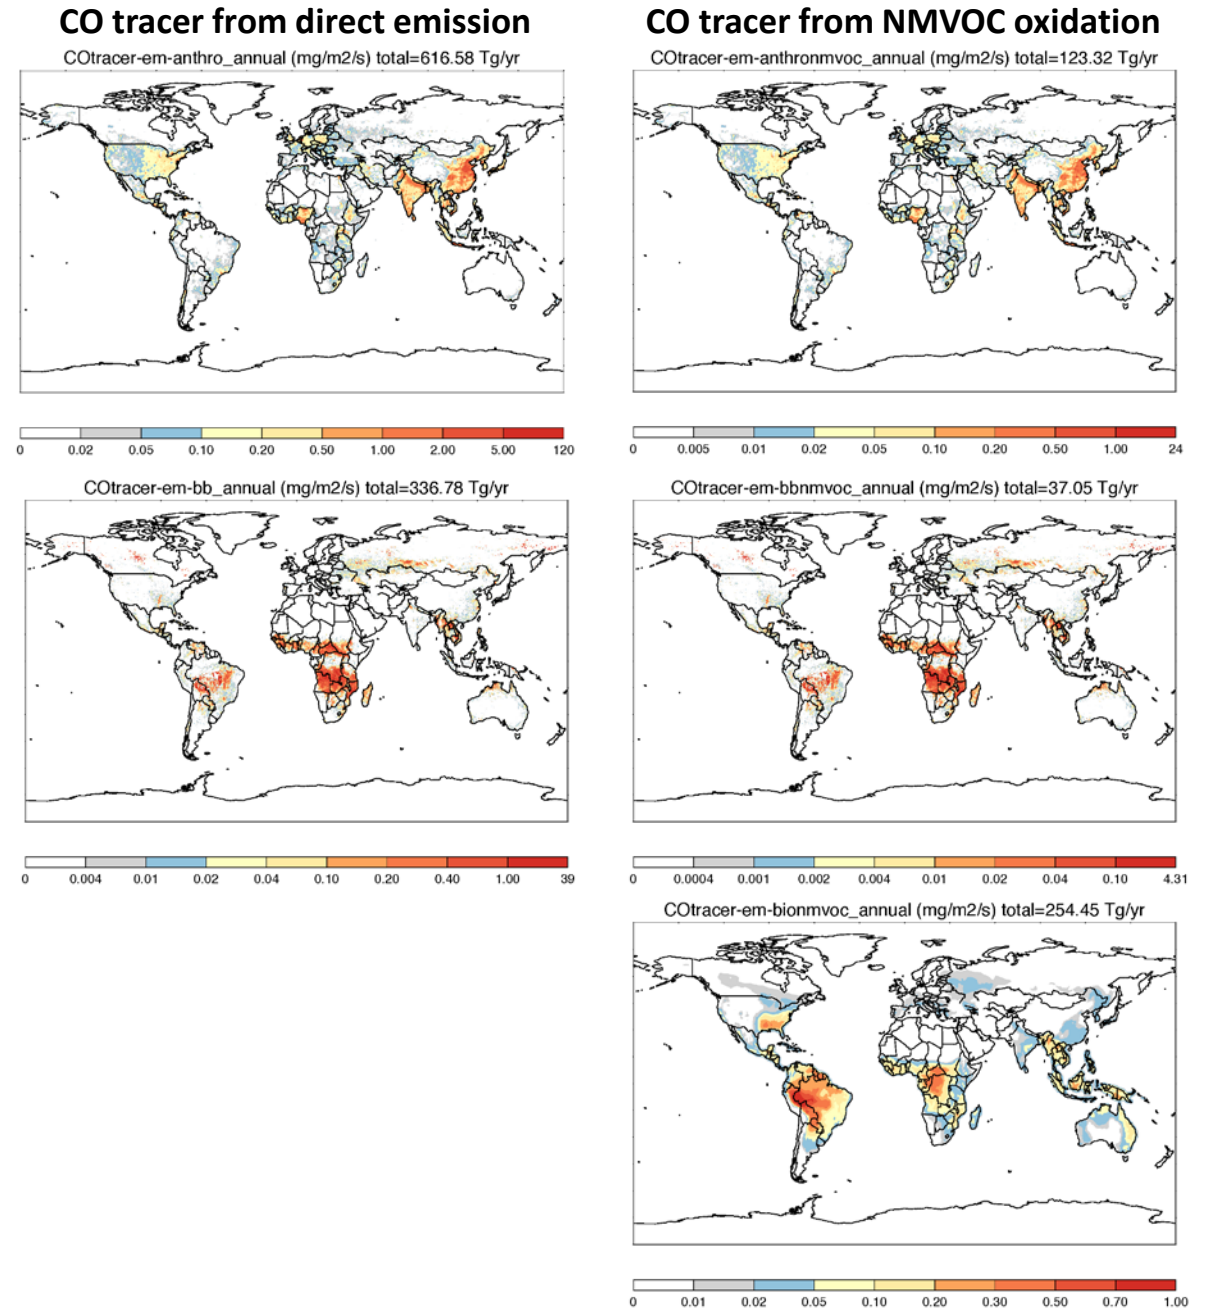 CO tracer from direct emission
CO tracer from NMVOC oxidation
COtracer-em-anthro_annual (mg/m2/s) total=616.58 Tg/yr
COtracer-em-anthronmvoc_annual (mg/m2/s) total=123.32 Tg/yr
0 0.02 0.05 0.10 0.20 0.50 1.00 2.00 5.00 120
0 0.005 0.01 0.02 0.05 0.10 0.20 0.50 1.00 24
COtracer-em-bb_annual (mg/m2/s) total=336.78 Tg/yr
COtracer-em-bbnmvoc_annual (mg/m2/s) total=37.05 Tg/yr
0 0.004 0.01 0.02 0.04 0.10 0.20 0.40 1.00 39
0 0.0004 0.001 0.002 0.004 0.01 0.02 0.04 0.10 4.31
COtracer-em-bionmvoc_annual (mg/m2/s) total=254.45 Tg/yr
0 0.01 0.02 0.05 0.10 0.20 0.30 0.50 0.70 1.00